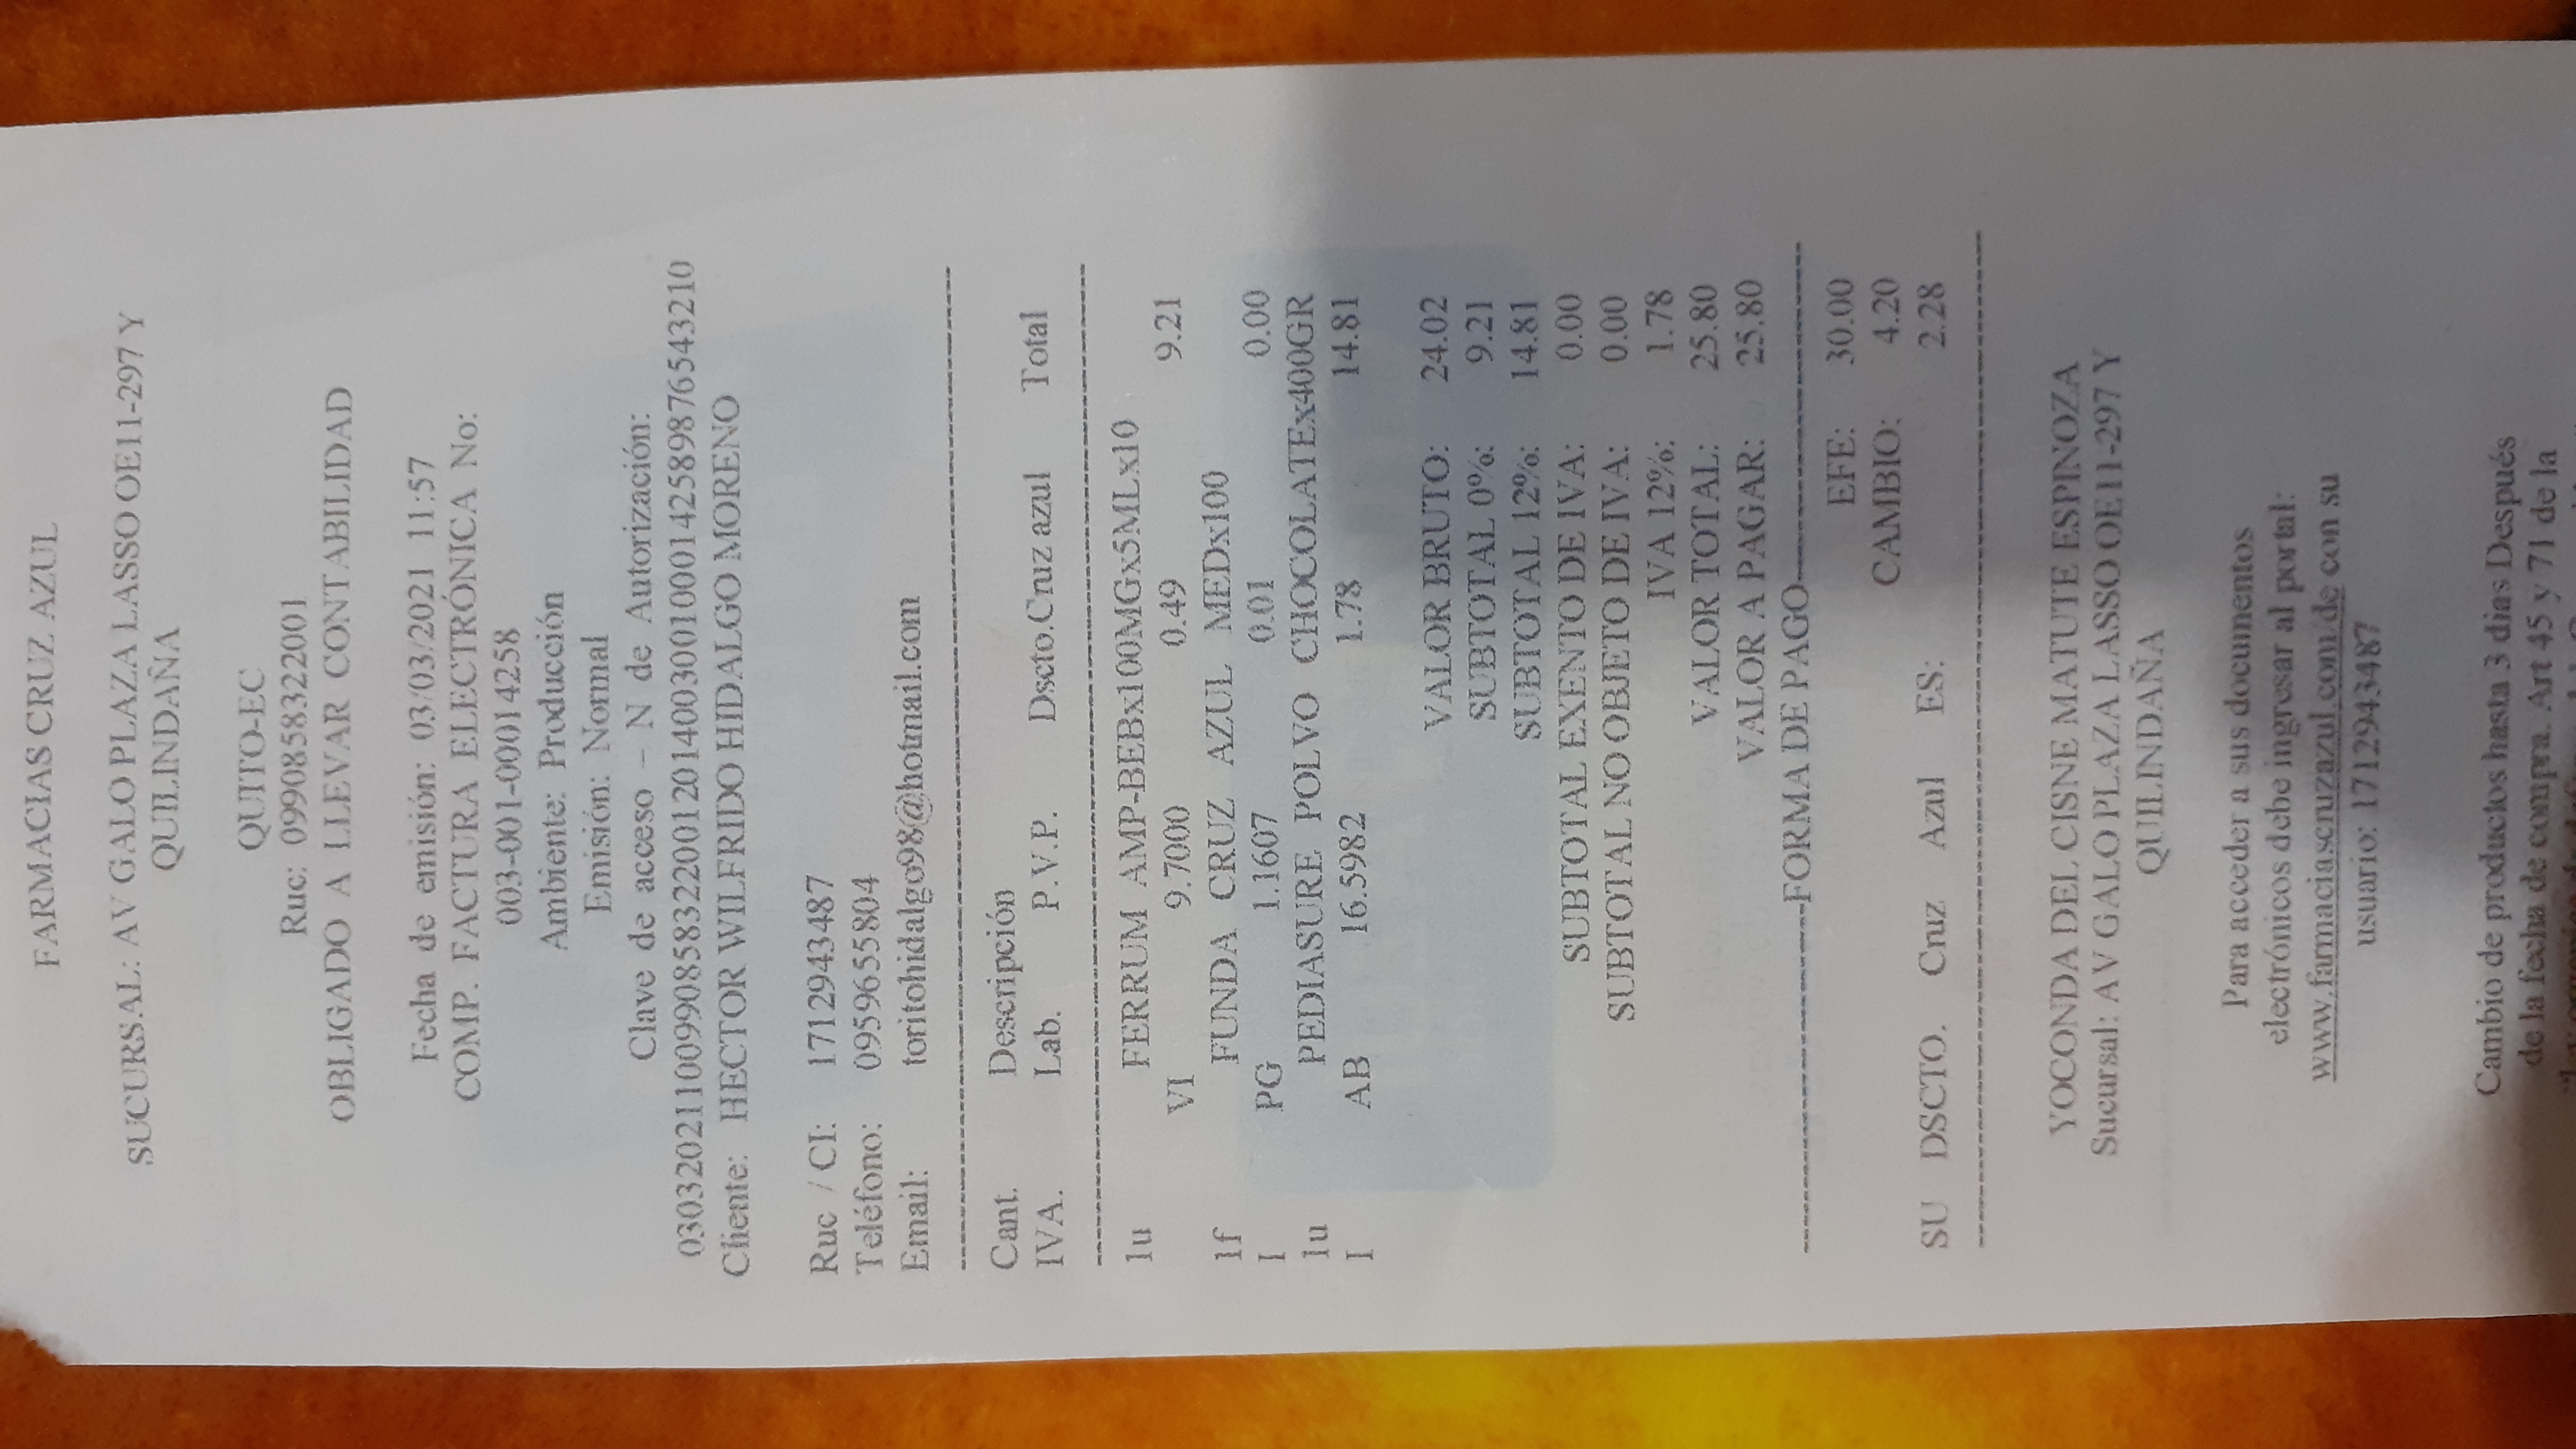 FARMACIAS CRUZ AZUL
SUCURSAL: AV GALO PLAZA LASSO OE11-297 Y
QUILINDAÑA
QUITO-EC
Ruc: 0990858322001
OBLIGADO A LLEVAR CONTABILIDAD
Fecha de emisión: 03/03/2021 11:57
COMP. FACTURA ELECTRÓNICA No:
003-001-00014258
Ambiente: Producción
Emisión: Normal
Clave de acceso – N de Autorización:
030320211009908583220012014003001000142589876543210
Cliente: HECTOR WILFRIDO HIDALGO MORENO
Ruc / CI: 1712943487
Teléfono: 0959655804
Email: toritohidalgo98@hotmail.com
Cant. Descripción
IVA. Lab. P.V.P. Dscto.Cruz azul Total
1u FERRUM AMP-BEBx100MGx5MLx10
VI 9.7000 0.49 9.21
1f FUNDA CRUZ AZUL MEDx100
I PG 1.1607 0.01 0.00
1u PEDIASURE POLVO CHOCOLATEx400GR
I AB 16.5982 1.78 14.81
VALOR BRUTO: 24.02
SUBTOTAL 0%: 9.21
SUBTOTAL 12%: 14.81
SUBTOTAL EXENTO DE IVA: 0.00
SUBTOTAL NO OBJETO DE IVA: 0.00
IVA 12%: 1.78
VALOR TOTAL: 25.80
VALOR A PAGAR: 25.80
FORMA DE PAGO
EFE: 30.00
CAMBIO: 4.20
SU DSCTO. Cruz Azul ES: 2.28
YOCONDA DEL CISNE MATUTE ESPINOZA
Sucursal: AV GALO PLAZA LASSO OE11-297 Y
QUILINDAÑA
Para acceder a sus documentos
electrónicos debe ingresar al portal:
www.farmaciascruzazul.com/de con su
usuario: 1712943487
Cambio de productos hasta 3 dias Después
de la fecha de compra. Art 45 y 71 de la